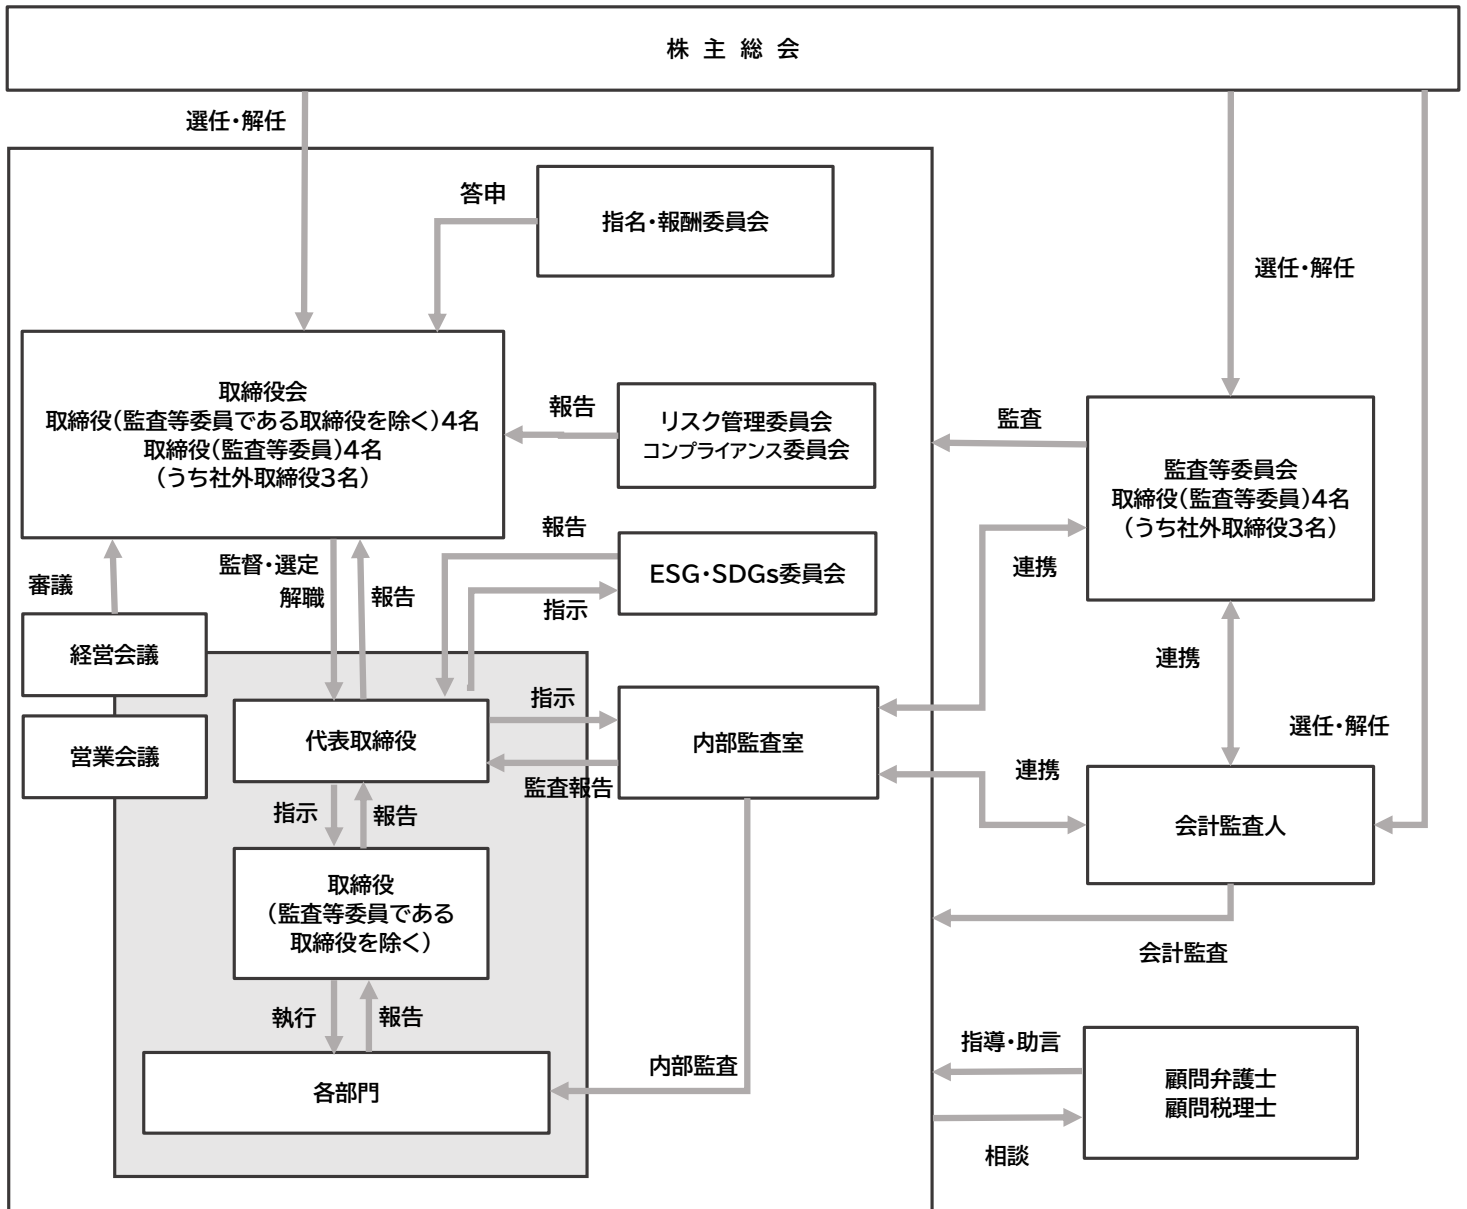 株 主 総 会
選任・解任
答申
指名・報酬委員会
選任・解任
取締役会
取締役（監査等委員である取締役を除く）4名
取締役（監査等委員）4名
（うち社外取締役3名）
報告
リスク管理委員会
コンプライアンス委員会
監査
監査等委員会
取締役（監査等委員）4名
（うち社外取締役3名）
報告
ESG・SDGs委員会
指示
連携
監督・選定
解職
報告
審議
経営会議
営業会議
連携
代表取締役
指示
監査報告
内部監査室
選任・解任
連携
会計監査人
指示
報告
取締役
（監査等委員である
取締役を除く）
会計監査
執行
報告
各部門
内部監査
指導・助言
顧問弁護士
顧問税理士
相談